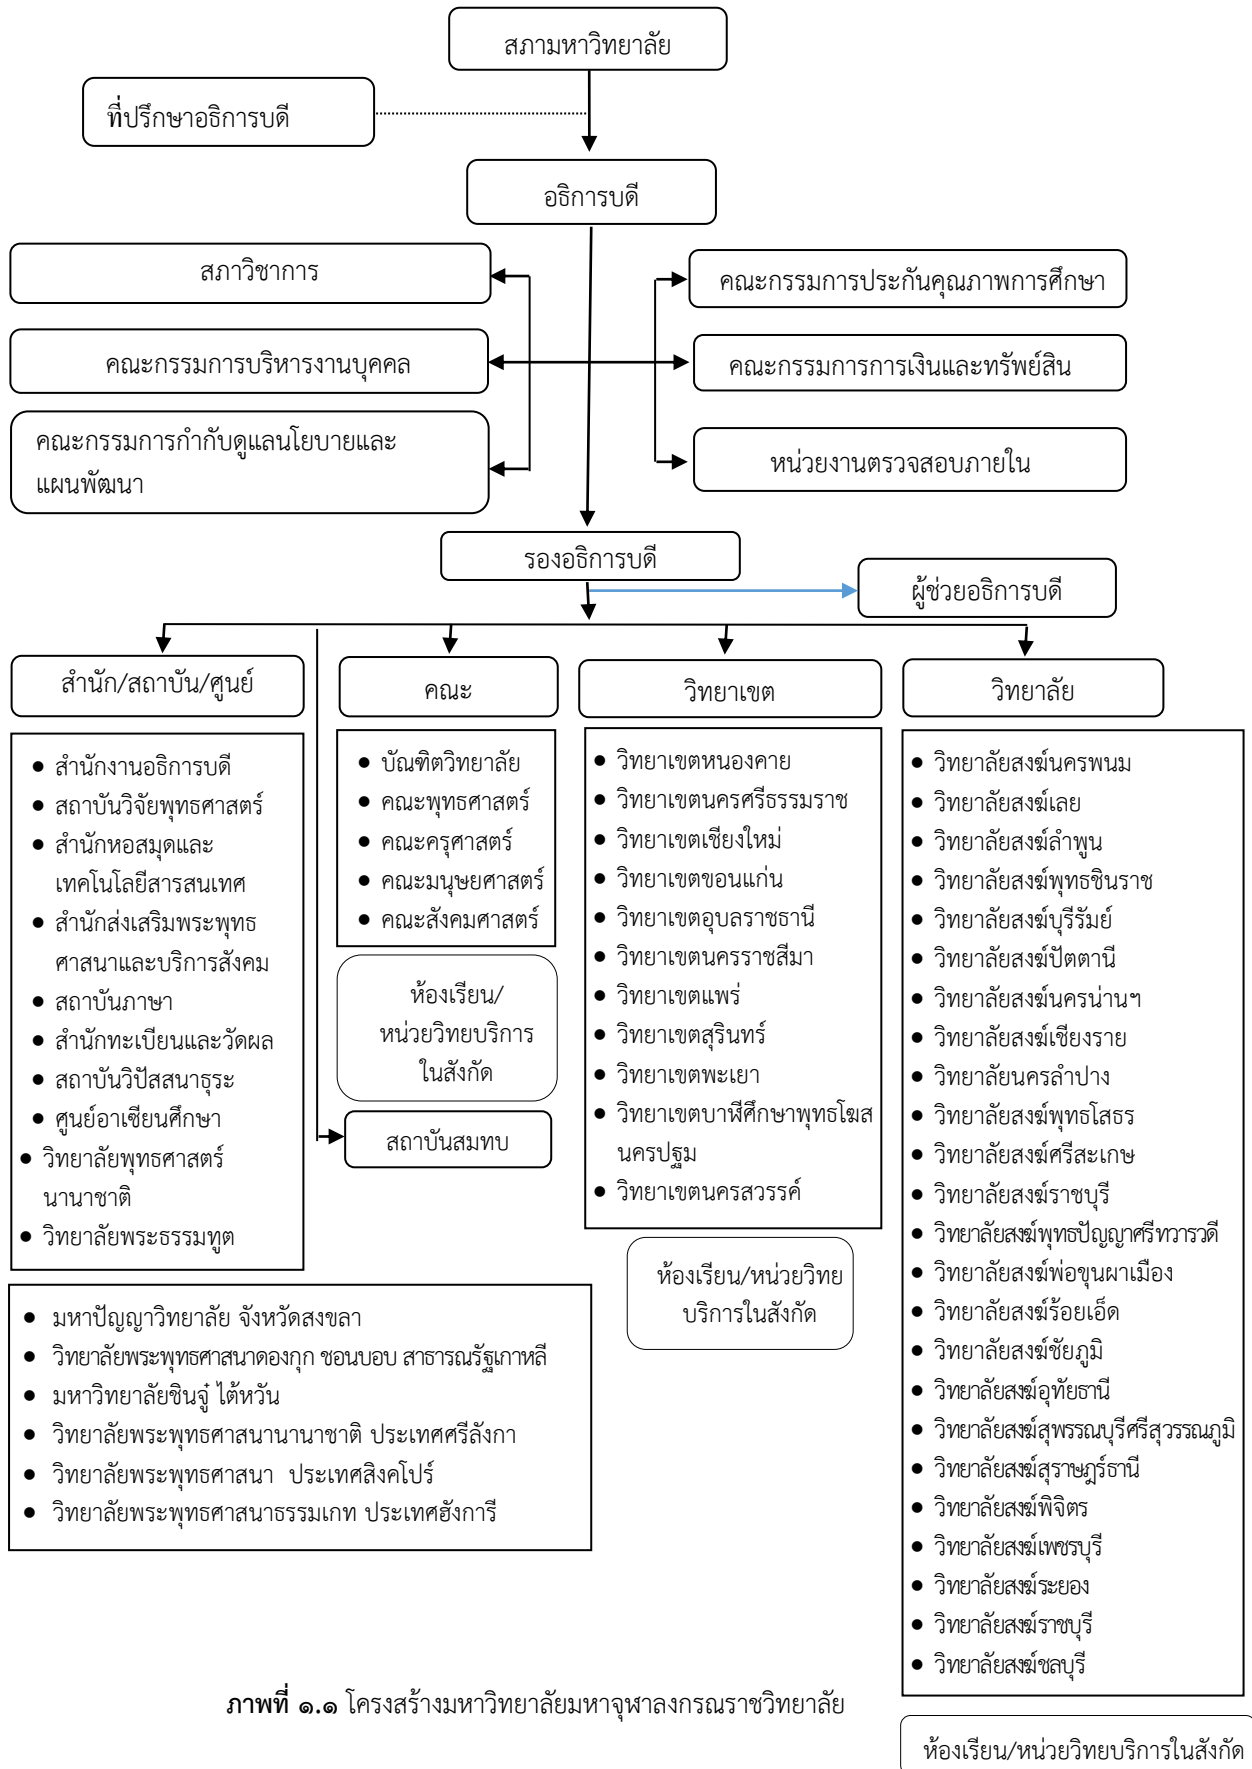 สภามหาวิทยาลัย
ที่ปรึกษาอธิการบดี
อธิการบดี
สภาวิชาการ
คณะกรรมการประกันคุณภาพการศึกษา
คณะกรรมการบริหารงานบุคคล
คณะกรรมการการเงินและทรัพย์สิน
คณะกรรมการกำกับดูแลนโยบายและ
แผนพัฒนา
หน่วยงานตรวจสอบภายใน
รองอธิการบดี
ผู้ช่วยอธิการบดี
สำนัก/สถาบัน/ศูนย์
• สำนักงานอธิการบดี
• สถาบันวิจัยพุทธศาสตร์
• สำนักหอสมุดและ
เทคโนโลยีสารสนเทศ
• สำนักส่งเสริมพระพุทธ
ศาสนาและบริการสังคม
• สถาบันภาษา
• สำนักทะเบียนและวัดผล
• สถาบันวิปัสสนาธุระ
• ศูนย์อาเซียนศึกษา
• วิทยาลัยพุทธศาสตร์
นานาชาติ
• วิทยาลัยพระธรรมทูต
คณะ
• บัณฑิตวิทยาลัย
• คณะพุทธศาสตร์
• คณะครุศาสตร์
• คณะมนุษยศาสตร์
• คณะสังคมศาสตร์
ห้องเรียน/
หน่วยวิทยบริการ
ในสังกัด
สถาบันสมทบ
วิทยาเขต
• วิทยาเขตหนองคาย
• วิทยาเขตนครศรีธรรมราช
• วิทยาเขตเชียงใหม่
• วิทยาเขตขอนแก่น
• วิทยาเขตอุบลราชธานี
• วิทยาเขตนครราชสีมา
• วิทยาเขตแพร่
• วิทยาเขตสุรินทร์
• วิทยาเขตพะเยา
• วิทยาเขตบาฬีศึกษาพุทธโฆส
นครปฐม
• วิทยาเขตนครสวรรค์
ห้องเรียน/หน่วยวิทย
บริการในสังกัด
วิทยาลัย
• วิทยาลัยสงฆ์นครพนม
• วิทยาลัยสงฆ์เลย
• วิทยาลัยสงฆ์ลำพูน
• วิทยาลัยสงฆ์พุทธชินราช
• วิทยาลัยสงฆ์บุรีรัมย์
• วิทยาลัยสงฆ์ปัตตานี
• วิทยาลัยสงฆ์นครน่านฯ
• วิทยาลัยสงฆ์เชียงราย
• วิทยาลัยนครลำปาง
• วิทยาลัยสงฆ์พุทธโสธร
• วิทยาลัยสงฆ์ศรีสะเกษ
• วิทยาลัยสงฆ์ราชบุรี
• วิทยาลัยสงฆ์พุทธปัญญาศรีทวารวดี
• วิทยาลัยสงฆ์พ่อขุนผาเมือง
• วิทยาลัยสงฆ์ร้อยเอ็ด
• วิทยาลัยสงฆ์ชัยภูมิ
• วิทยาลัยสงฆ์อุทัยธานี
• วิทยาลัยสงฆ์สุพรรณบุรีศรีสุวรรณภูมิ
• วิทยาลัยสงฆ์สุราษฎร์ธานี
• วิทยาลัยสงฆ์พิจิตร
• วิทยาลัยสงฆ์เพชรบุรี
• วิทยาลัยสงฆ์ระยอง
• วิทยาลัยสงฆ์ราชบุรี
• วิทยาลัยสงฆ์ชลบุรี
ห้องเรียน/หน่วยวิทยบริการในสังกัด
• มหาปัญญาวิทยาลัย จังหวัดสงขลา
• วิทยาลัยพระพุทธศาสนาดองกุก ชอนบอบ สาธารณรัฐเกาหลี
• มหาวิทยาลัยชินจู๋ ไต้หวัน
• วิทยาลัยพระพุทธศาสนานานาชาติ ประเทศศรีลังกา
• วิทยาลัยพระพุทธศาสนา ประเทศสิงคโปร์
• วิทยาลัยพระพุทธศาสนาธรรมเกท ประเทศฮังการี
ภาพที่ ๑.๑ โครงสร้างมหาวิทยาลัยมหาจุฬาลงกรณราชวิทยาลัย